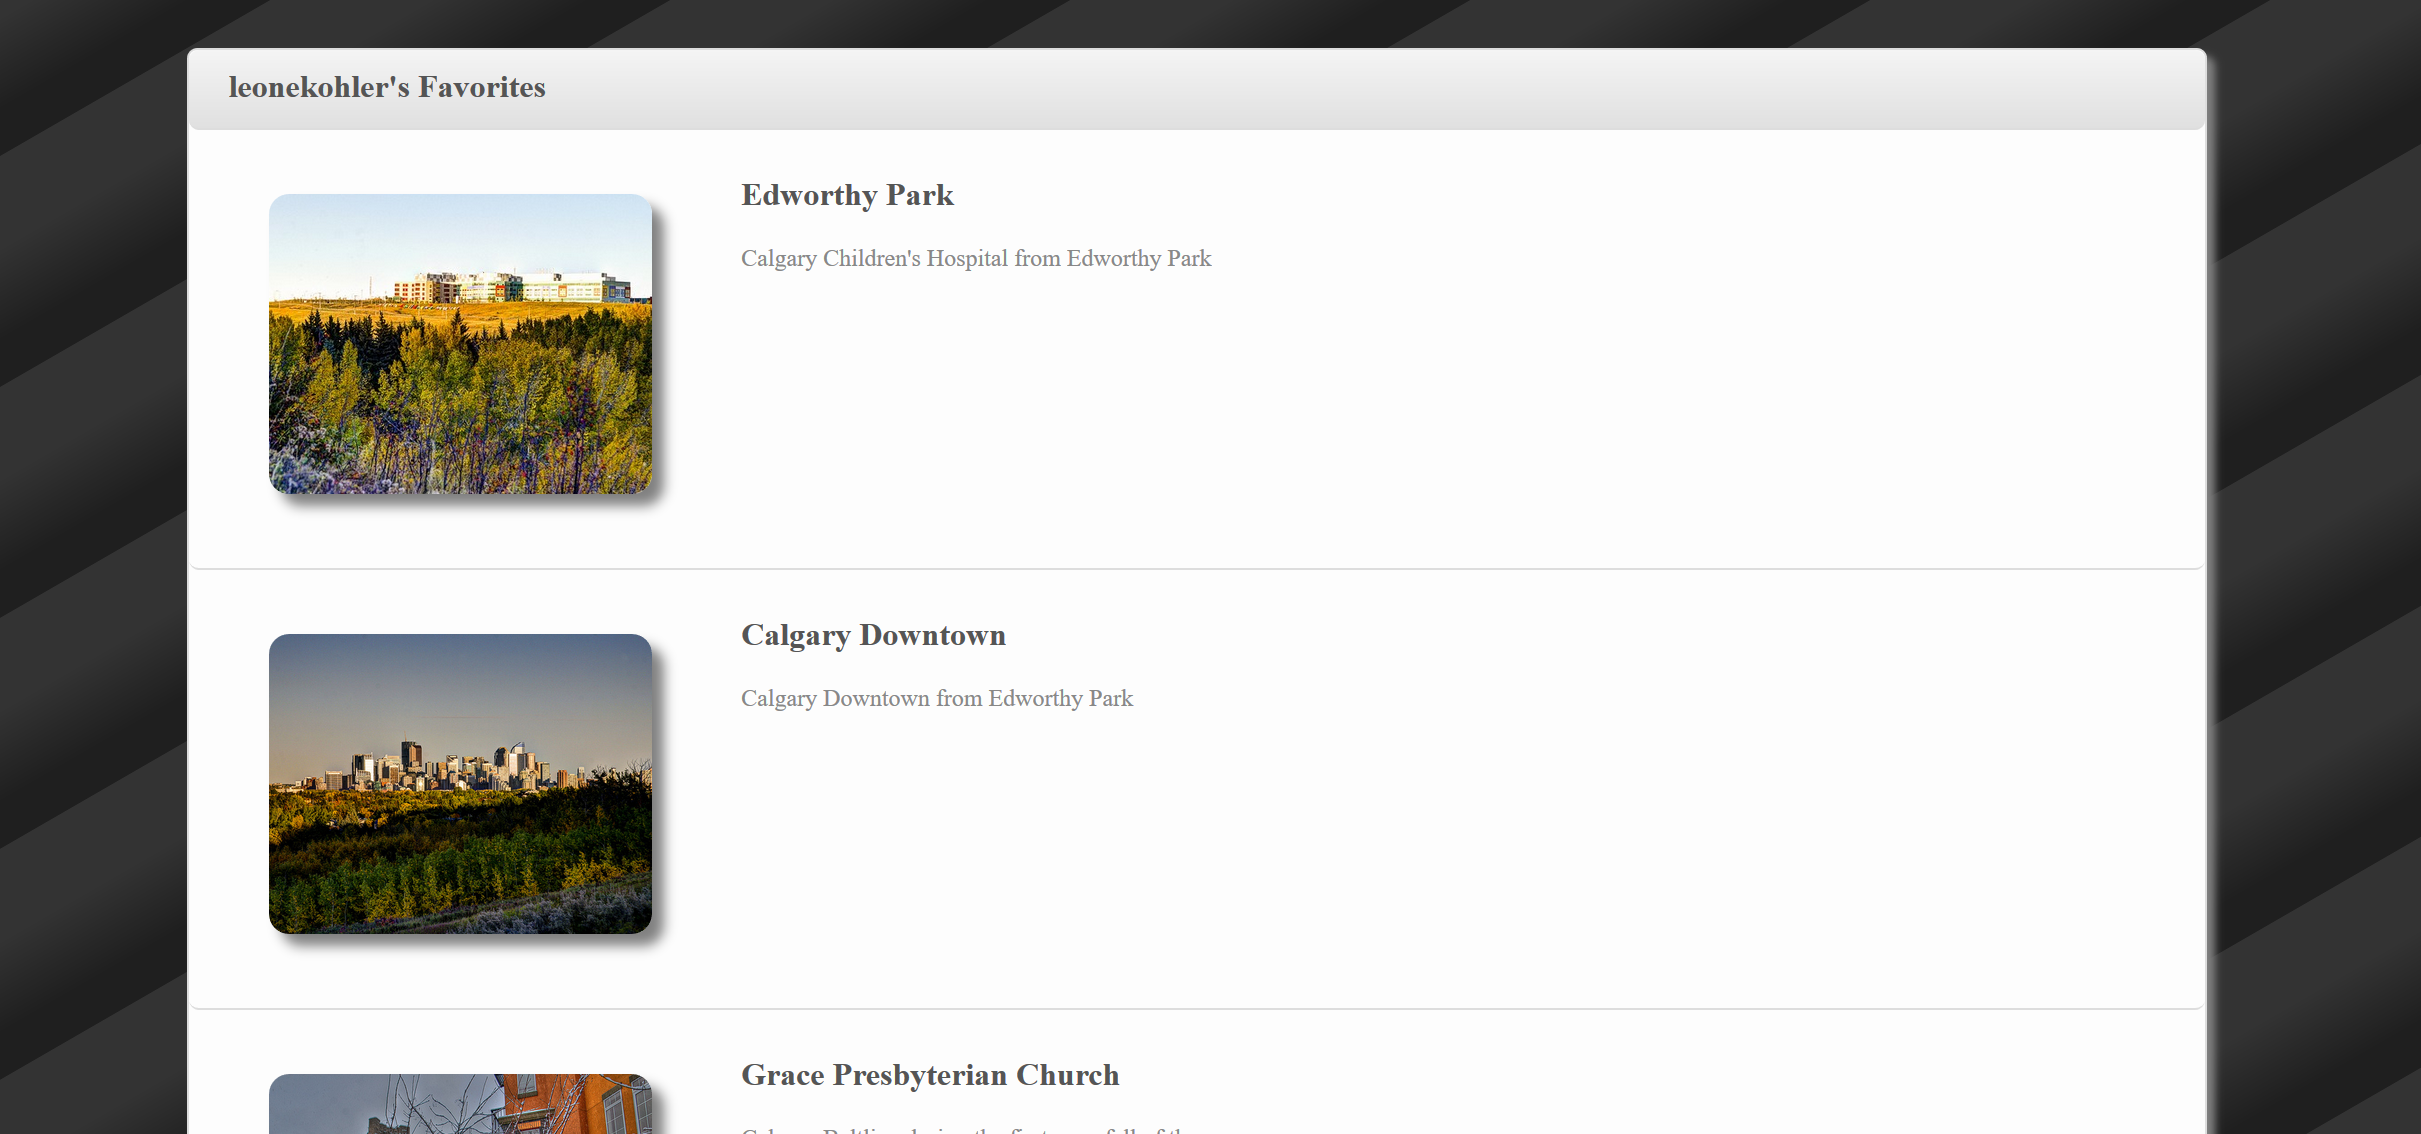 leonekohler's Favorites
Edworthy Park
Calgary Children's Hospital from Edworthy Park
Calgary Downtown
Calgary Downtown from Edworthy Park
Grace Presbyterian Church